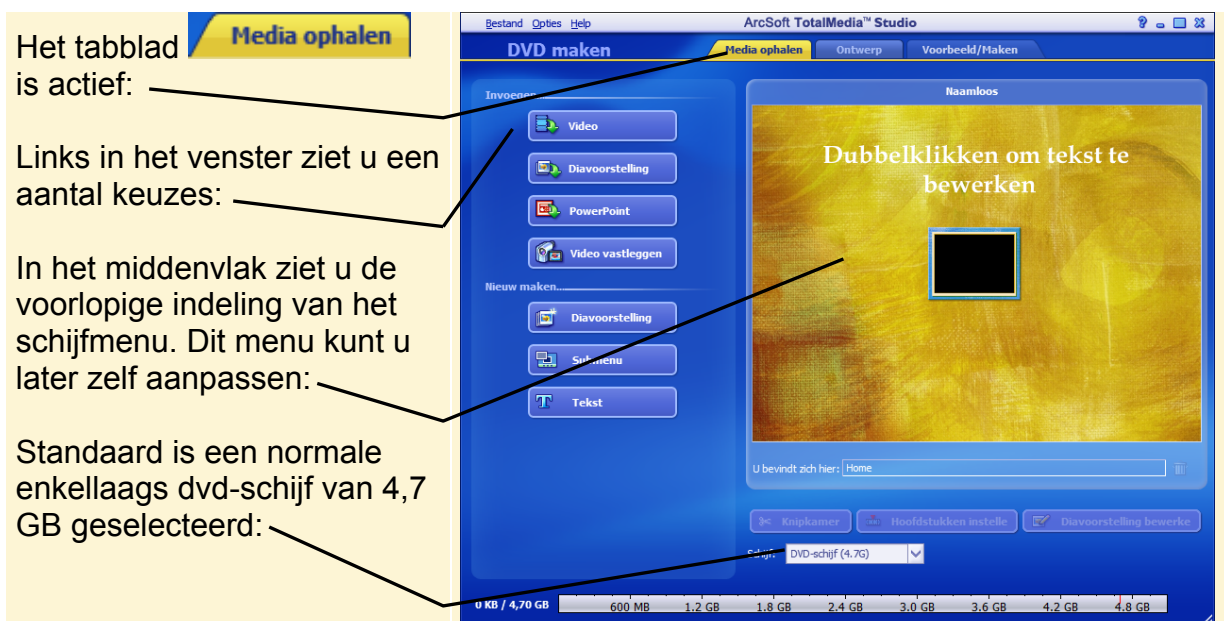 Het tabblad Media ophalen
is actief:
Links in het venster ziet u een
aantal keuzes:
In het middenvlak ziet u de
voorlopige indeling van het
schijfmenu. Dit menu kunt u
later zelf aanpassen:
Standaard is een normale
enkellaags dvd-schijf van 4,7
GB geselecteerd:
Bestand Opties Help
ArcSoft TotalMedia™ Studio
DVD maken
Media ophalen Ontwerp Voorbeeld/Maken
Invoegen...
Video
Diavoorstelling
PowerPoint
Video vastleggen
Nieuw maken...
Diavoorstelling
Submenu
Tekst
Naamloos
Dubbelklikken om tekst te
bewerken
U bevindt zich hier: Home
Knipkamer Hoofdstukken instelle Diavoorstelling bewerke
Schijf: DVD-schijf (4.7G)
0 KB / 4,70 GB 600 MB 1.2 GB 1.8 GB 2.4 GB 3.0 GB 3.6 GB 4.2 GB 4.8 GB